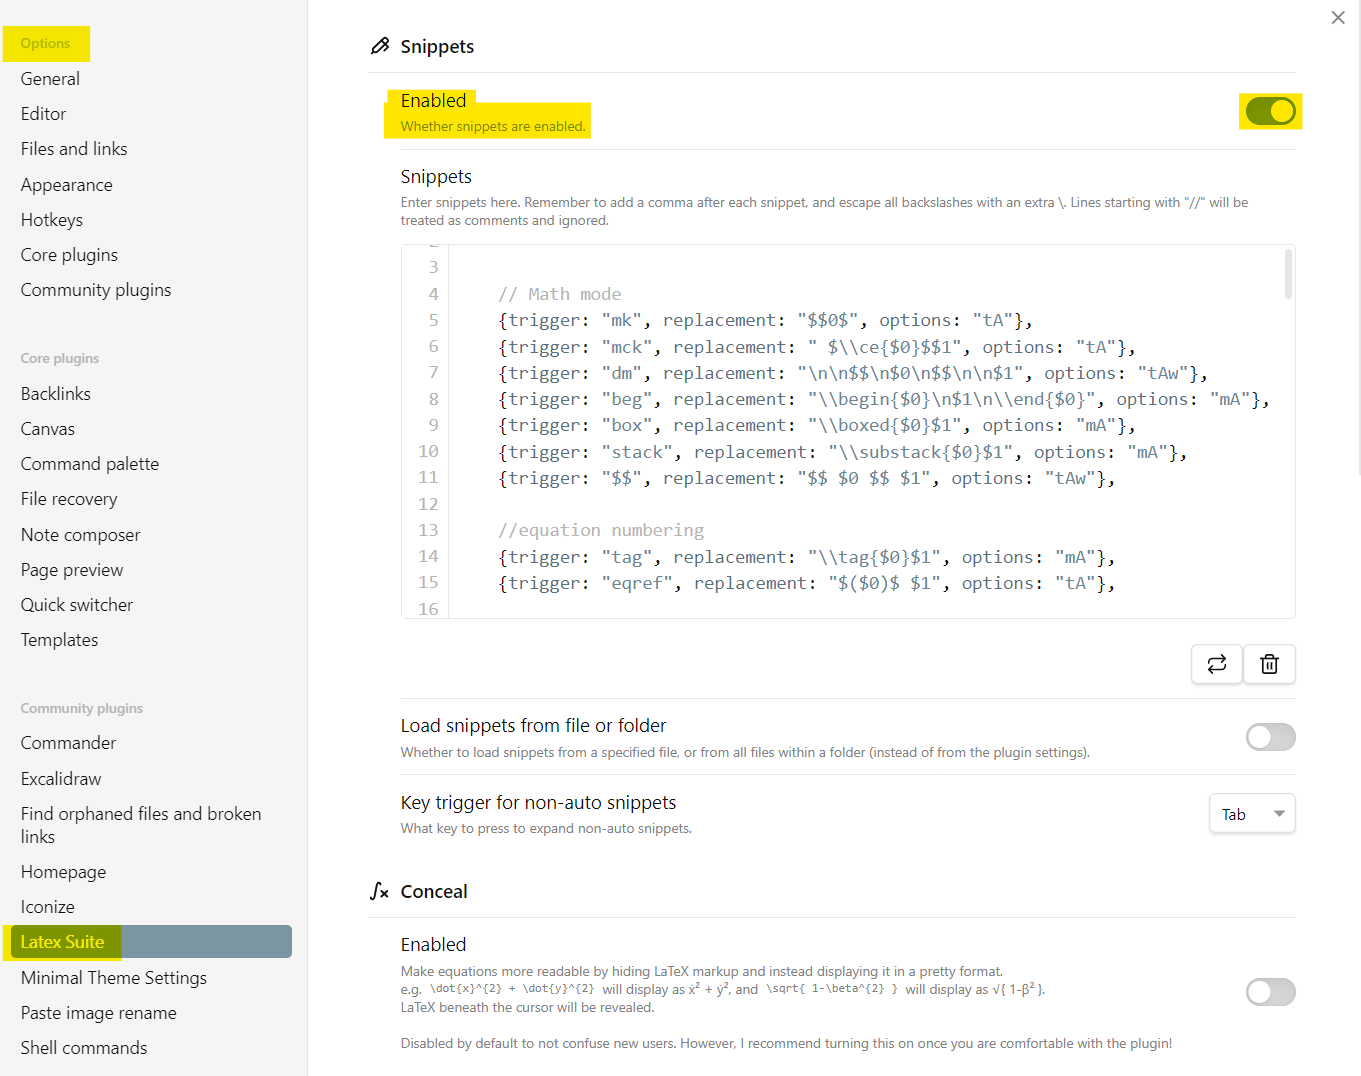 Options
General
Editor
Files and links
Appearance
Hotkeys
Core plugins
Community plugins
Core plugins
Backlinks
Canvas
Command palette
File recovery
Note composer
Page preview
Quick switcher
Templates
Community plugins
Commander
Excalidraw
Find orphaned files and broken
links
Homepage
Iconize
Latex Suite
Minimal Theme Settings
Paste image rename
Shell commands
Snippets
Enabled
Whether snippets are enabled.
Snippets
Enter snippets here. Remember to add a comma after each snippet, and escape all backslashes with an extra \. Lines starting with "//" will be
treated as comments and ignored.
3
4 // Math mode
5 {trigger: "mk", replacement: "$$0$", options: "tA"},
6 {trigger: "mck", replacement: " $\\ce{$0}$$1", options: "tA"},
7 {trigger: "dm", replacement: "\n\n$$\n$0\n$$\n\n$1", options: "tAw"},
8 {trigger: "beg", replacement: "\\begin{$0}\n$1\n\\end{$0}", options: "mA"},
9 {trigger: "box", replacement: "\\boxed{$0}$1", options: "mA"},
10 {trigger: "stack", replacement: "\\substack{$0}$1", options: "mA"},
11 {trigger: "$$", replacement: "$$ $0 $$ $1", options: "tAw"},
12
13 //equation numbering
14 {trigger: "tag", replacement: "\\tag{$0}$1", options: "mA"},
15 {trigger: "eqref", replacement: "$($0)$ $1", options: "tA"},
16
Load snippets from file or folder
Whether to load snippets from a specified file, or from all files within a folder (instead of from the plugin settings).
Key trigger for non-auto snippets
What key to press to expand non-auto snippets.
Tab
Conceal
Enabled
Make equations more readable by hiding LaTeX markup and instead displaying it in a pretty format.
e.g. \dot{x}^{2} + \dot{y}^{2} will display as ẋ² + ẏ², and \sqrt{ 1-\beta^{2} } will display as √{ 1-β² }.
LaTeX beneath the cursor will be revealed.
Disabled by default to not confuse new users. However, I recommend turning this on once you are comfortable with the plugin!